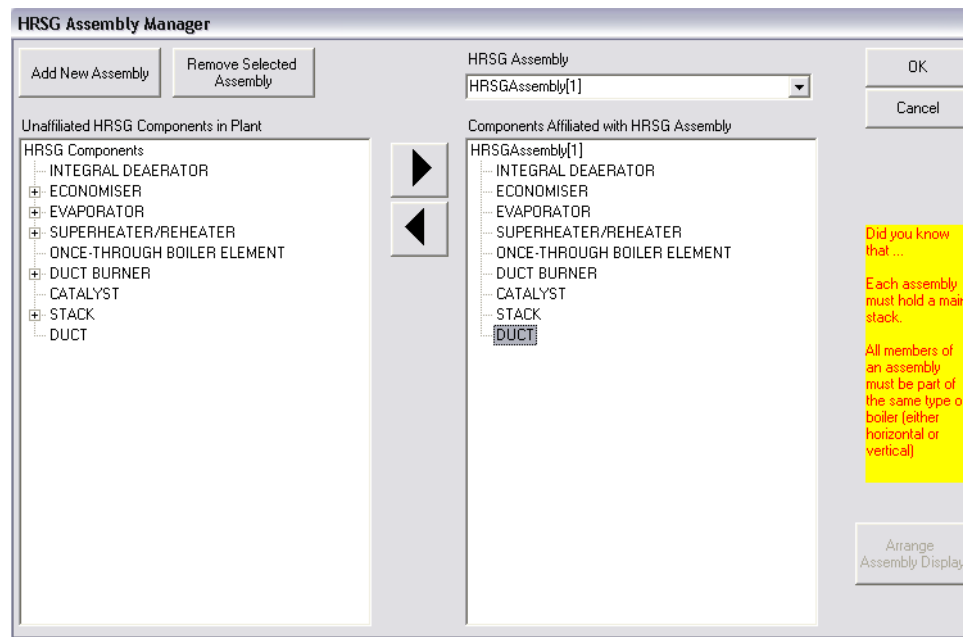 HRSG Assembly Manager
Add New Assembly
Remove Selected
Assembly
HRSG Assembly
HRSGAssembly[1]
OK
Cancel
Unaffiliated HRSG Components in Plant
HRSG Components
INTEGRAL DEAERATOR
ECONOMISER
EVAPORATOR
SUPERHEATER/REHEATER
ONCE-THROUGH BOILER ELEMENT
DUCT BURNER
CATALYST
STACK
DUCT
Components Affiliated with HRSG Assembly
HRSGAssembly[1]
INTEGRAL DEAERATOR
ECONOMISER
EVAPORATOR
SUPERHEATER/REHEATER
ONCE-THROUGH BOILER ELEMENT
DUCT BURNER
CATALYST
STACK
DUCT
Did you know
that ...
Each assembly
must hold a main
stack.
All members of
an assembly
must be part of
the same type o
boiler (either
horizontal or
vertical)
Arrange
Assembly Display